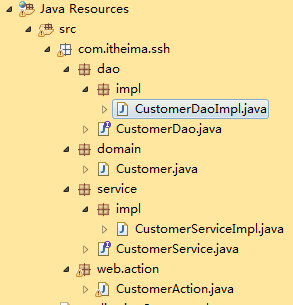 Java Resources
src
com.itheima.ssh
dao
impl
CustomerDaoImpl.java
CustomerDao.java
domain
Customer.java
service
impl
CustomerServiceImpl.java
CustomerService.java
web.action
CustomerAction.java